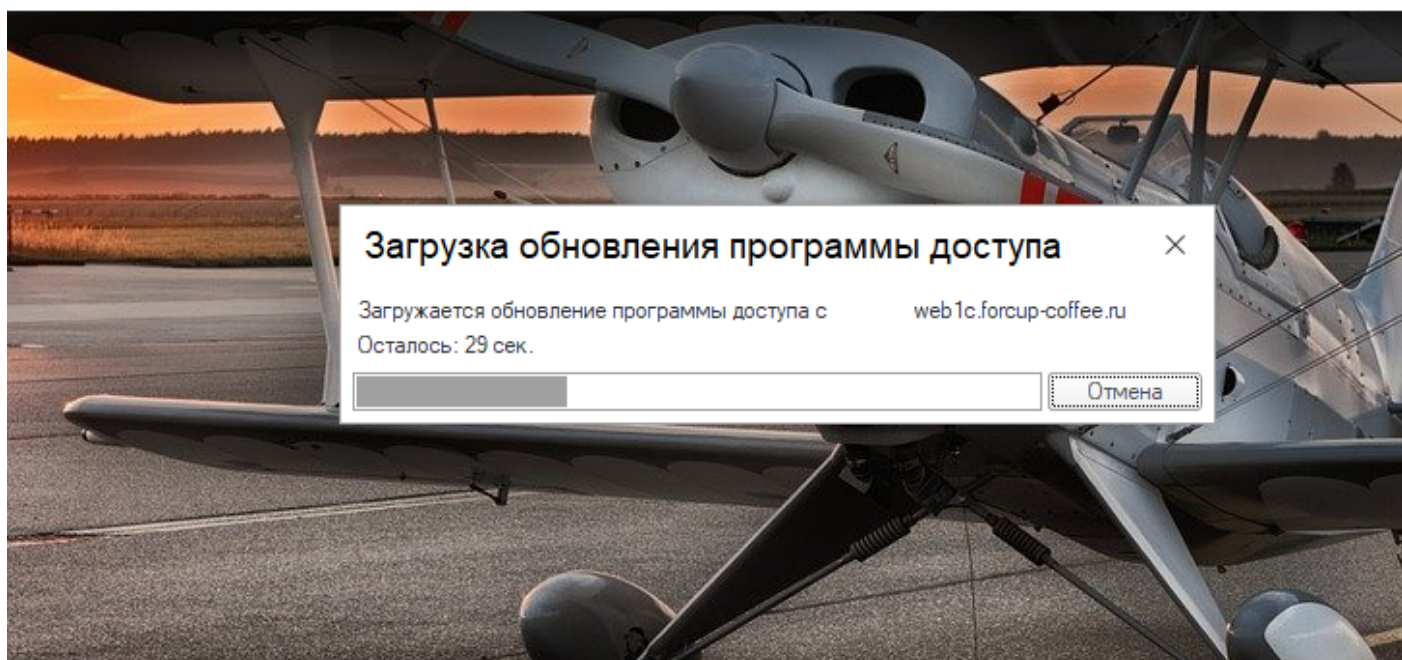 Загрузка обновления программы доступа
Загружается обновление программы доступа с web1c.forcup-coffee.ru
Осталось: 29 сек.
Отмена